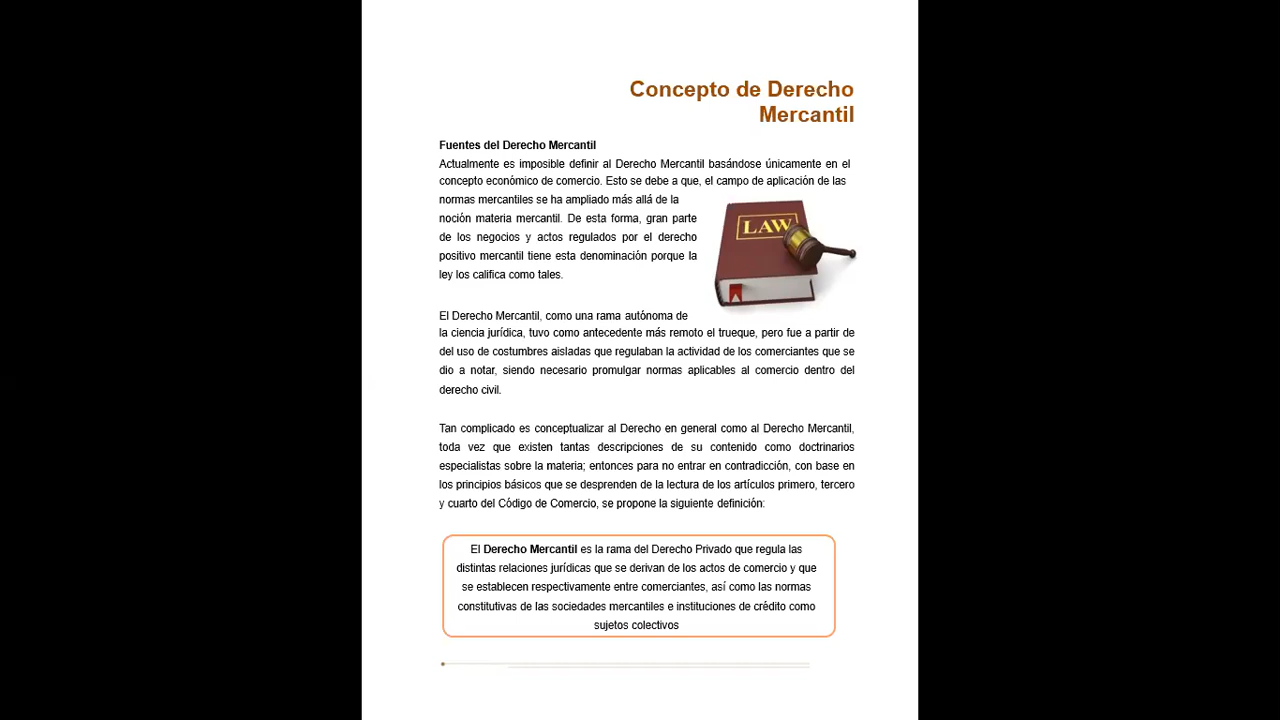 Concepto de Derecho
Mercantil
Fuentes del Derecho Mercantil
Actualmente es imposible definir al Derecho Mercantil basándose únicamente en el
concepto económico de comercio. Esto se debe a que, el campo de aplicación de las
normas mercantiles se ha ampliado más allá de la
noción materia mercantil. De esta forma, gran parte
de los negocios y actos regulados por el derecho
positivo mercantil tiene esta denominación porque la
ley los califica como tales.
LAW
El Derecho Mercantil, como una rama autónoma de
la ciencia jurídica, tuvo como antecedente más remoto el trueque, pero fue a partir de
del uso de costumbres aisladas que regulaban la actividad de los comerciantes que se
dio a notar, siendo necesario promulgar normas aplicables al comercio dentro del
derecho civil.
Tan complicado es conceptualizar al Derecho en general como al Derecho Mercantil,
toda vez que existen tantas descripciones de su contenido como doctrinarios
especialistas sobre la materia; entonces para no entrar en contradicción, con base en
los principios básicos que se desprenden de la lectura de los artículos primero, tercero
y cuarto del Código de Comercio, se propone la siguiente definición:
El Derecho Mercantil es la rama del Derecho Privado que regula las
distintas relaciones jurídicas que se derivan de los actos de comercio y que
se establecen respectivamente entre comerciantes, así como las normas
constitutivas de las sociedades mercantiles e instituciones de crédito como
sujetos colectivos